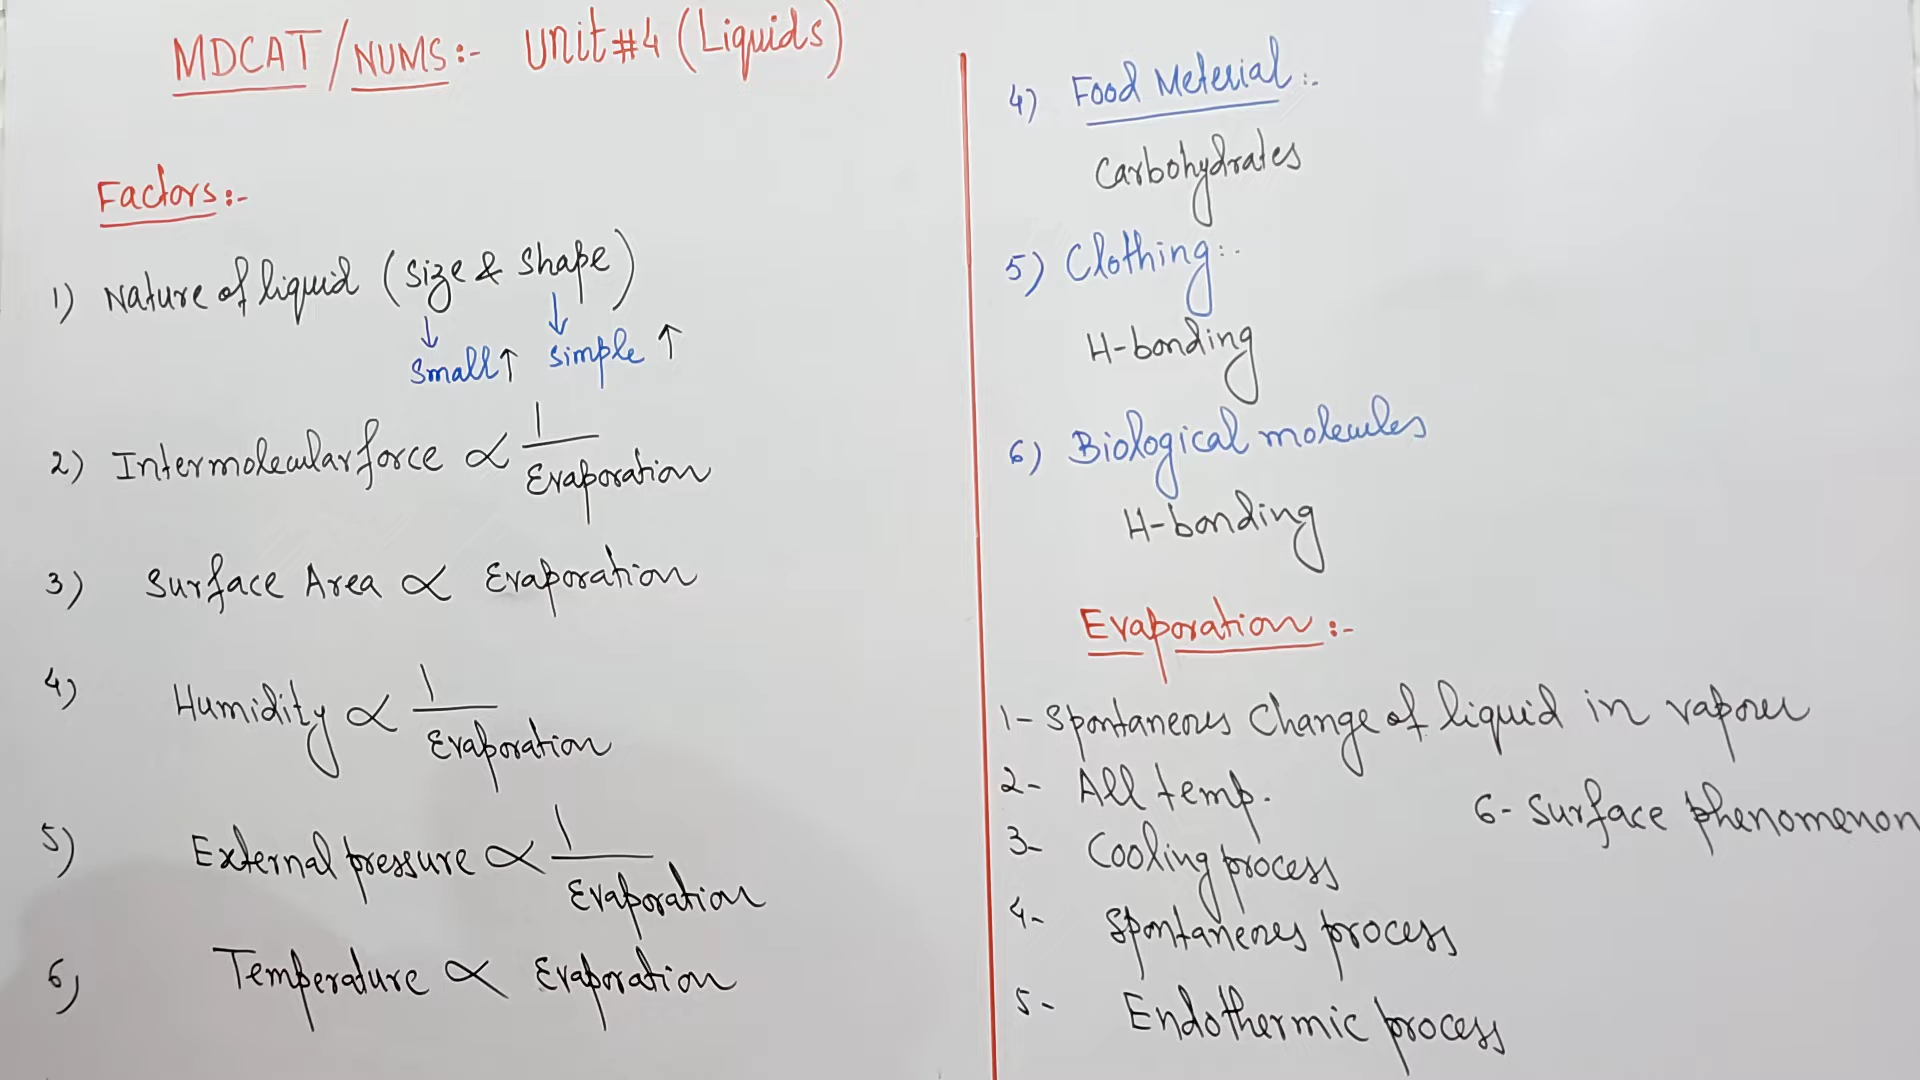 MDCAT/NUMS:- Unit#4 (Liquids)
Factors:-
1) Nature of liquid (Size & Shape)
↓ ↓
Small↑ Simple ↑
2) Intermolecular force ∝ 1/Evaporation
3) Surface Area ∝ Evaporation
4) Humidity ∝ 1/Evaporation
5) External pressure ∝ 1/Evaporation
6) Temperature ∝ Evaporation
4) Food Meterial:-
Carbohydrates
5) Clothing:-
H-bonding
6) Biological molecules
H-bonding
Evaporation:-
1- Spontaneous Change of liquid in vapour
2- All temp.
3- Cooling process
4- Spontaneous process
5- Endothermic process
6- Surface phenomenon